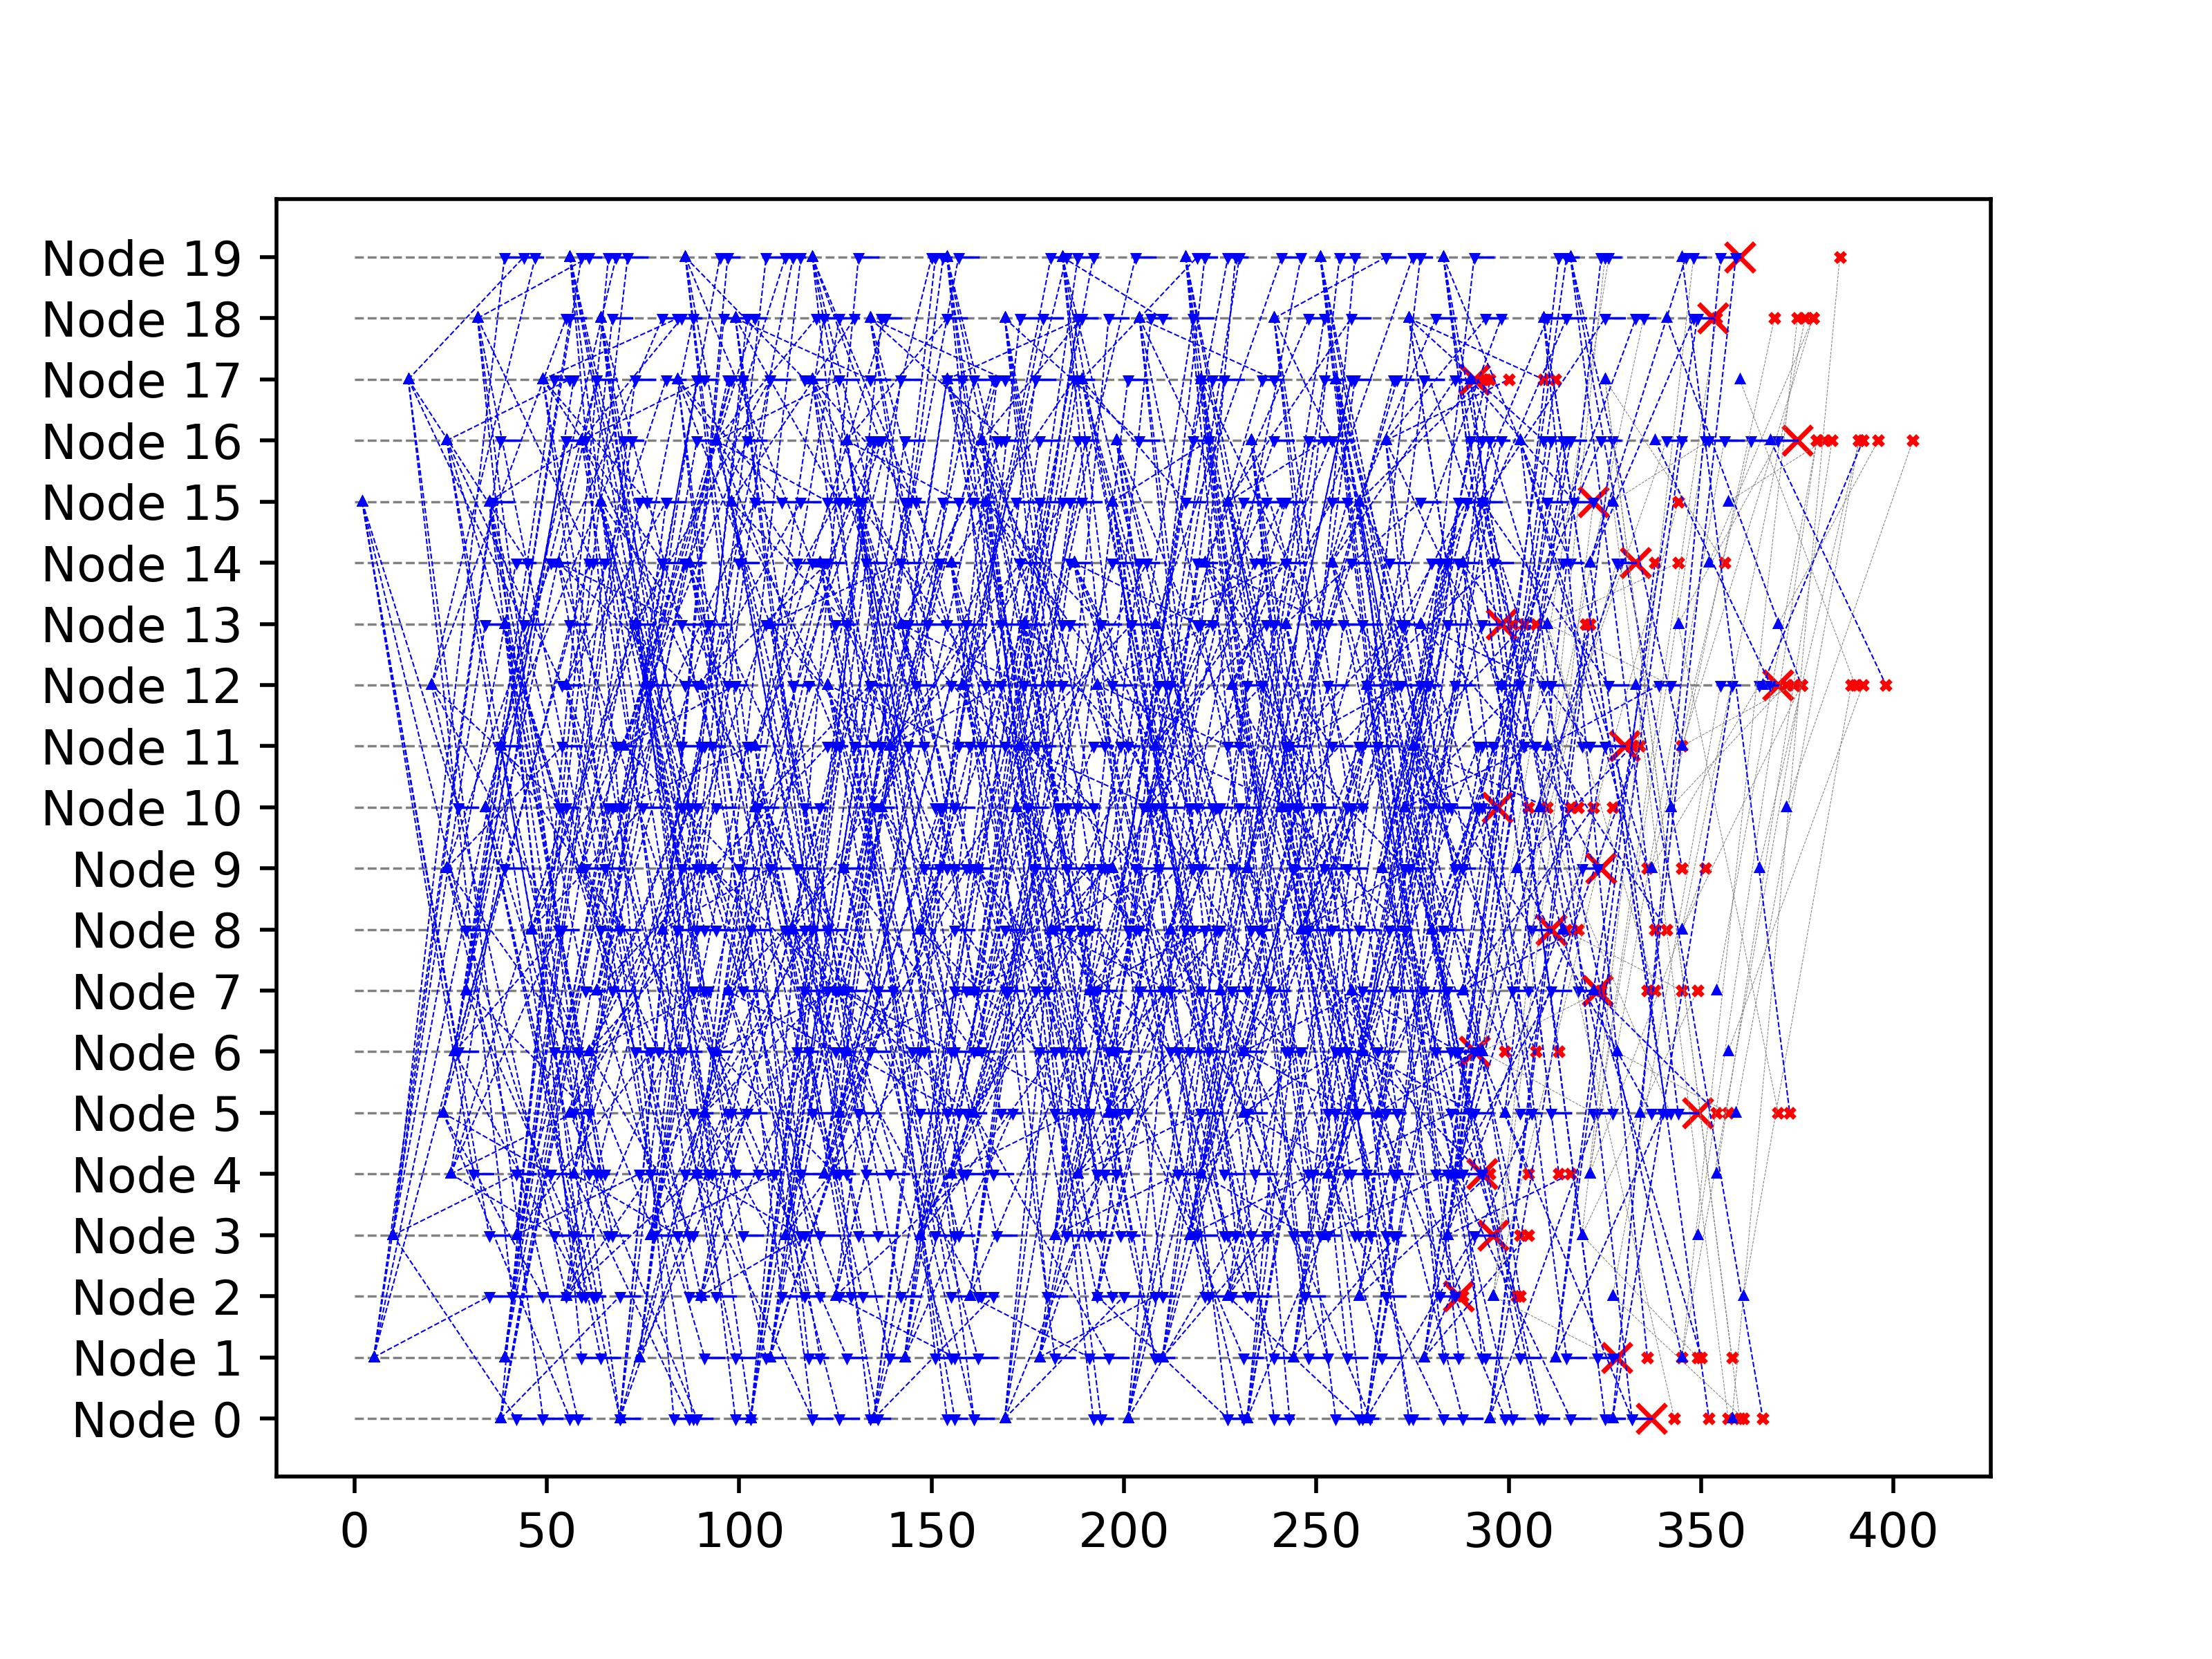 Node 19
Node 18
Node 17
Node 16
Node 15
Node 14
Node 13
Node 12
Node 11
Node 10
Node 9
Node 8
Node 7
Node 6
Node 5
Node 4
Node 3
Node 2
Node 1
Node 0
0 50 100 150 200 250 300 350 400